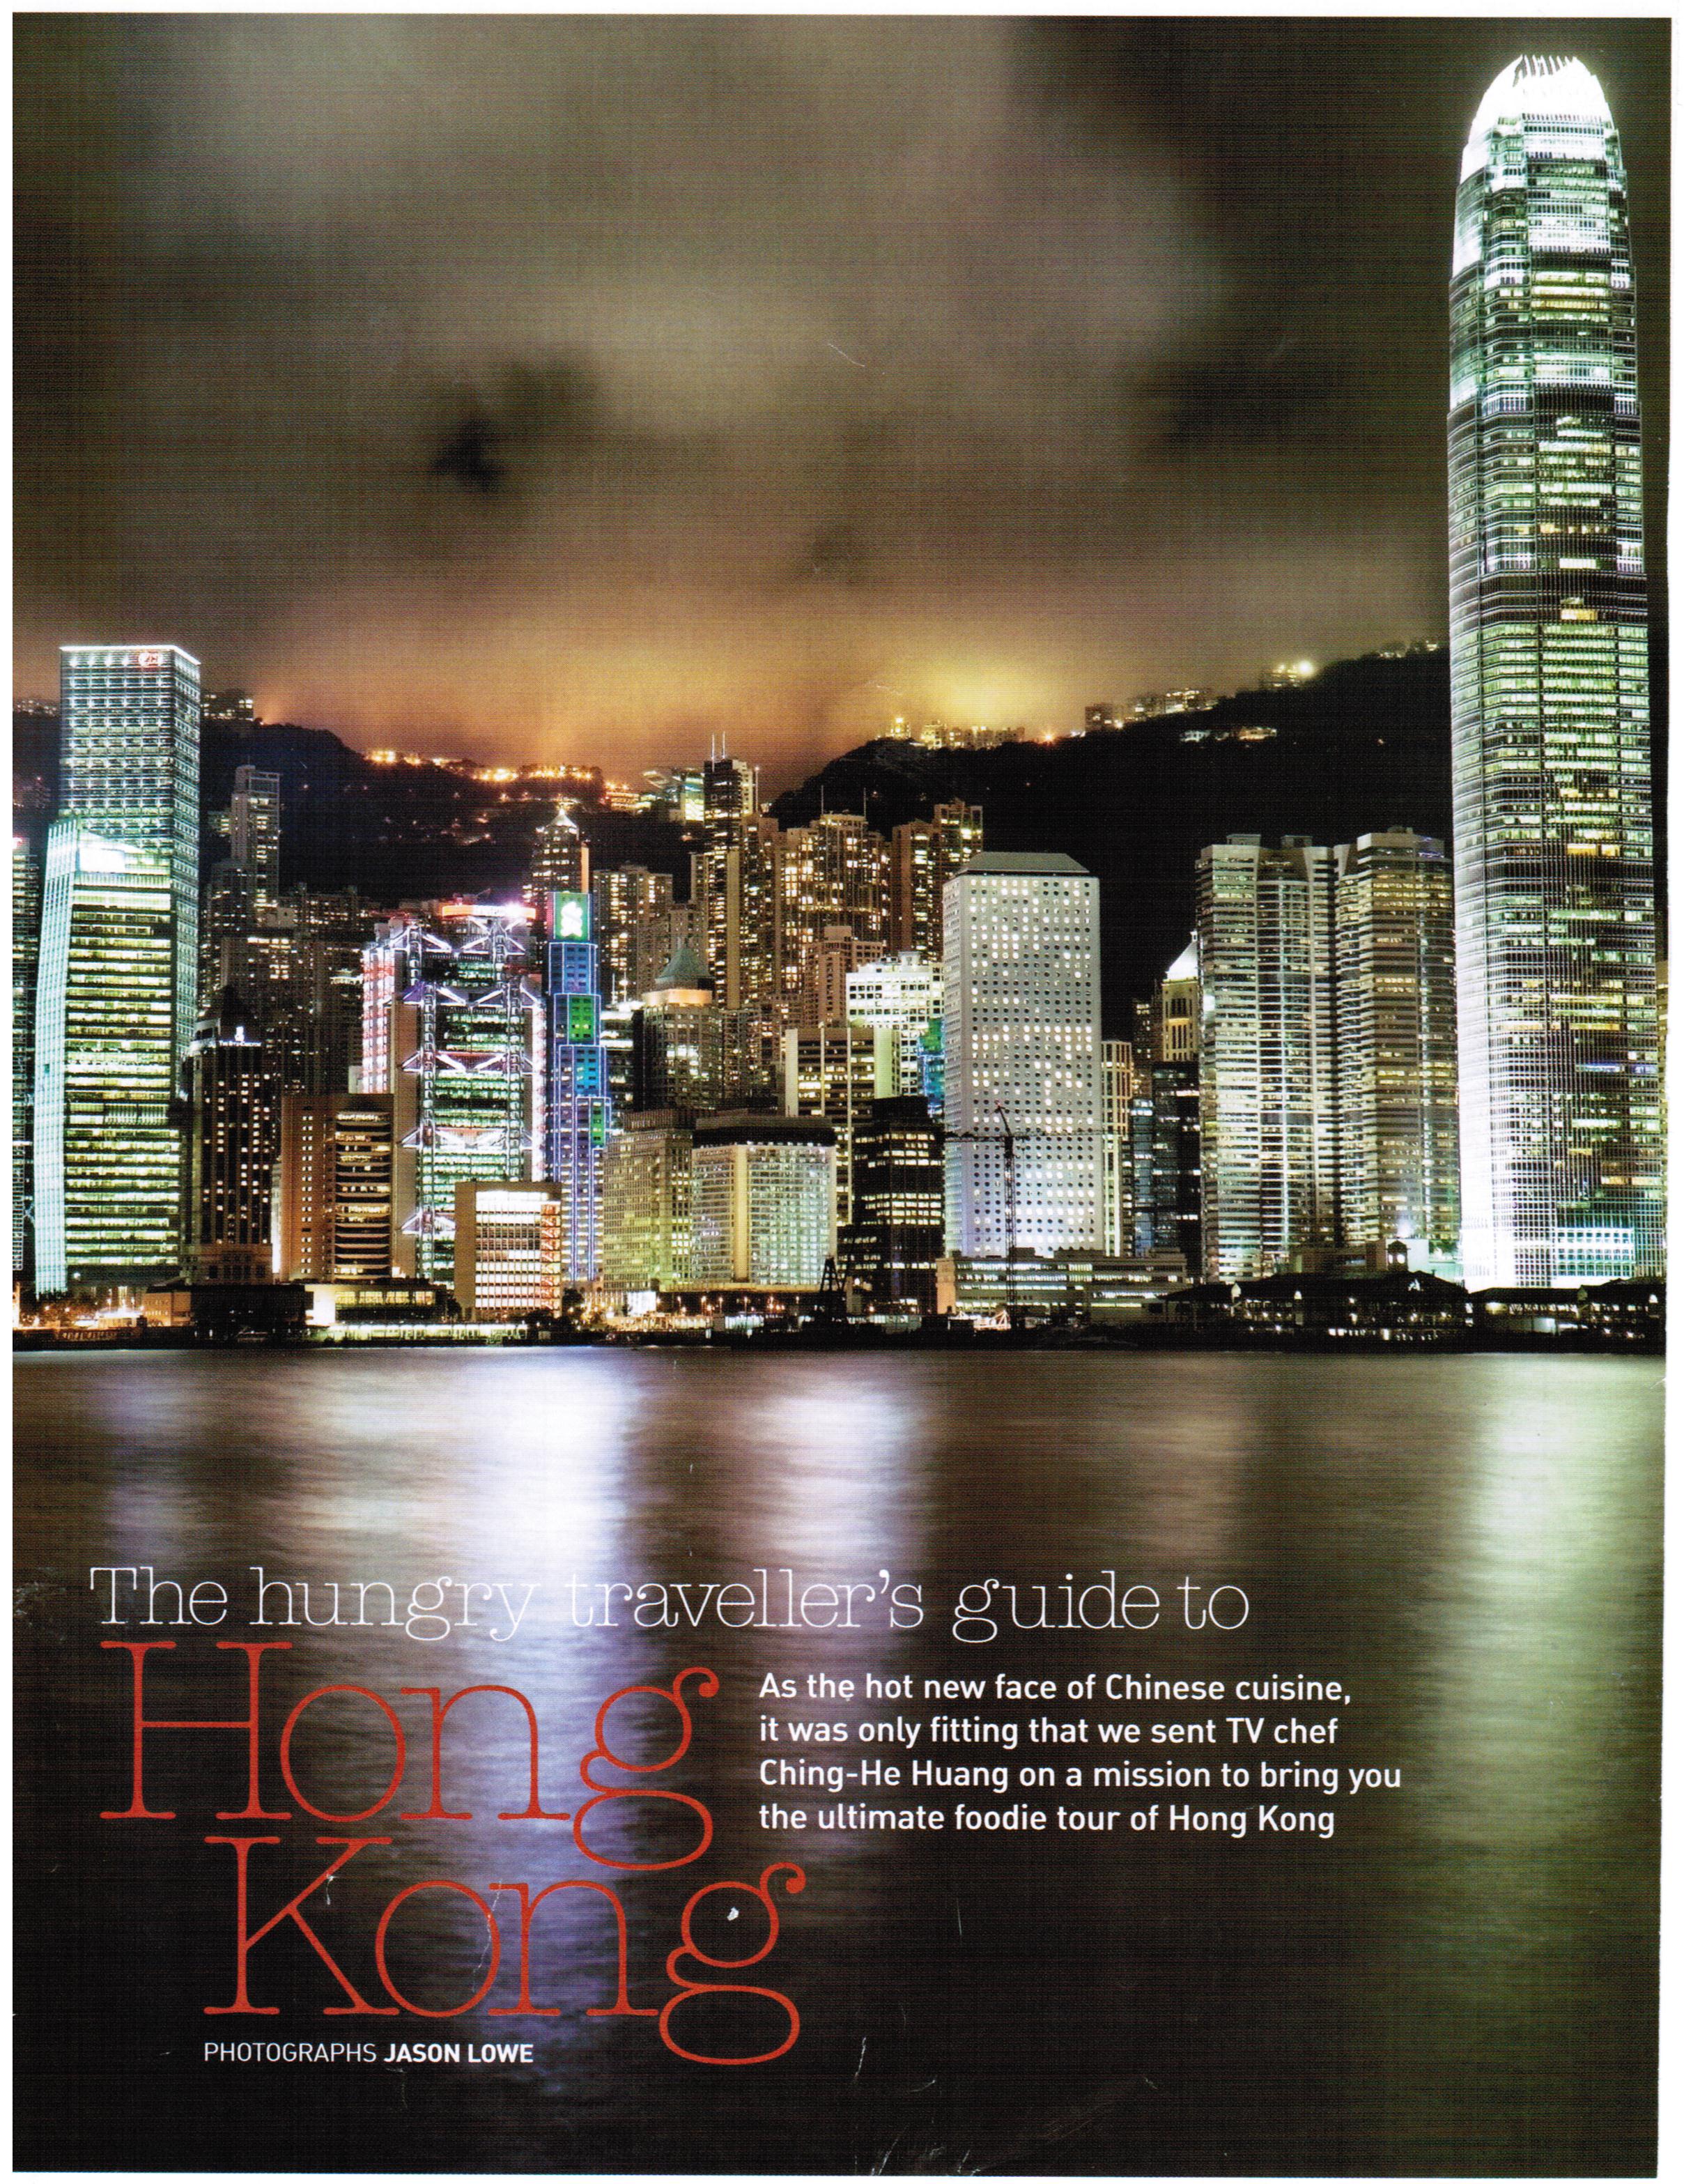 The hungry traveller's guide to
Hong
Kong
As the hot new face of Chinese cuisine,
it was only fitting that we sent TV chef
Ching-He Huang on a mission to bring you
the ultimate foodie tour of Hong Kong
PHOTOGRAPHS JASON LOWE